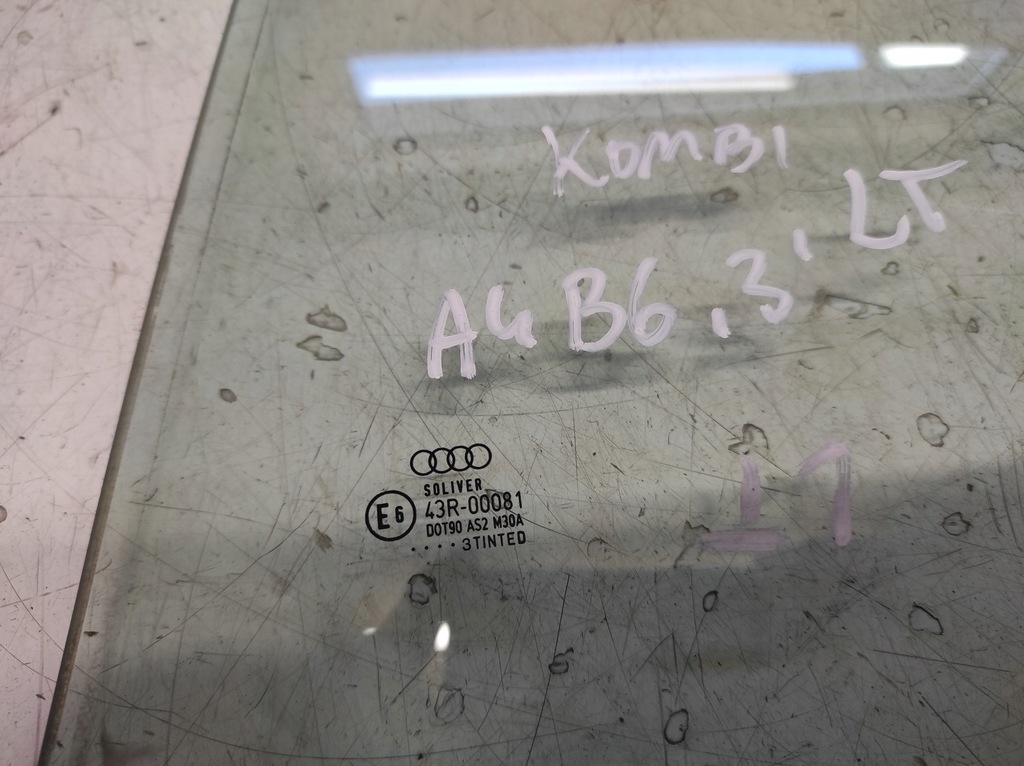 KOMBI
A4 B6 , 3' LT
SOLIVER
E6 43R-00081
DOT90 AS2 M30A
....3TINTED